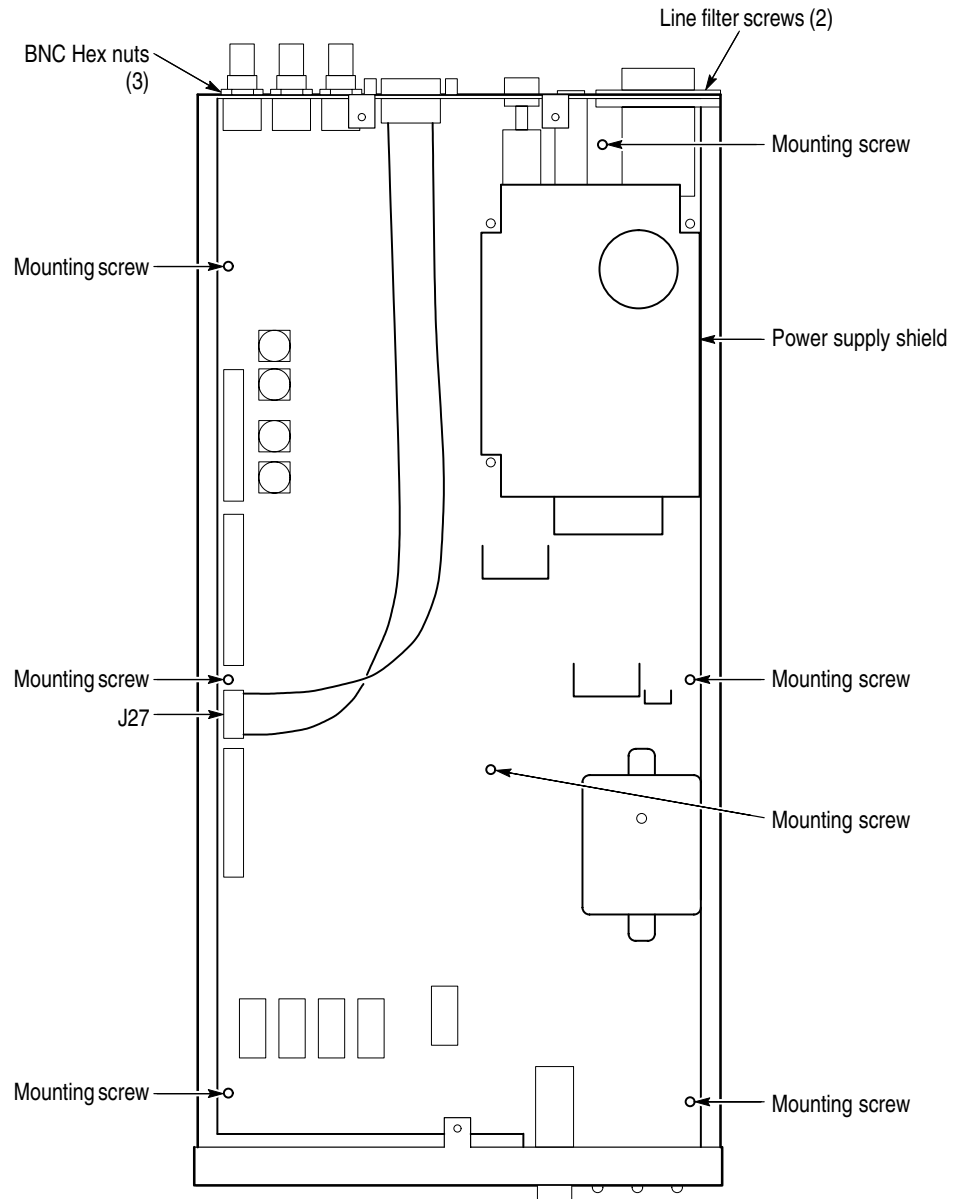 Line filter screws (2)
BNC Hex nuts
(3)
Mounting screw
Mounting screw
Power supply shield
Mounting screw
Mounting screw
J27
Mounting screw
Mounting screw
Mounting screw